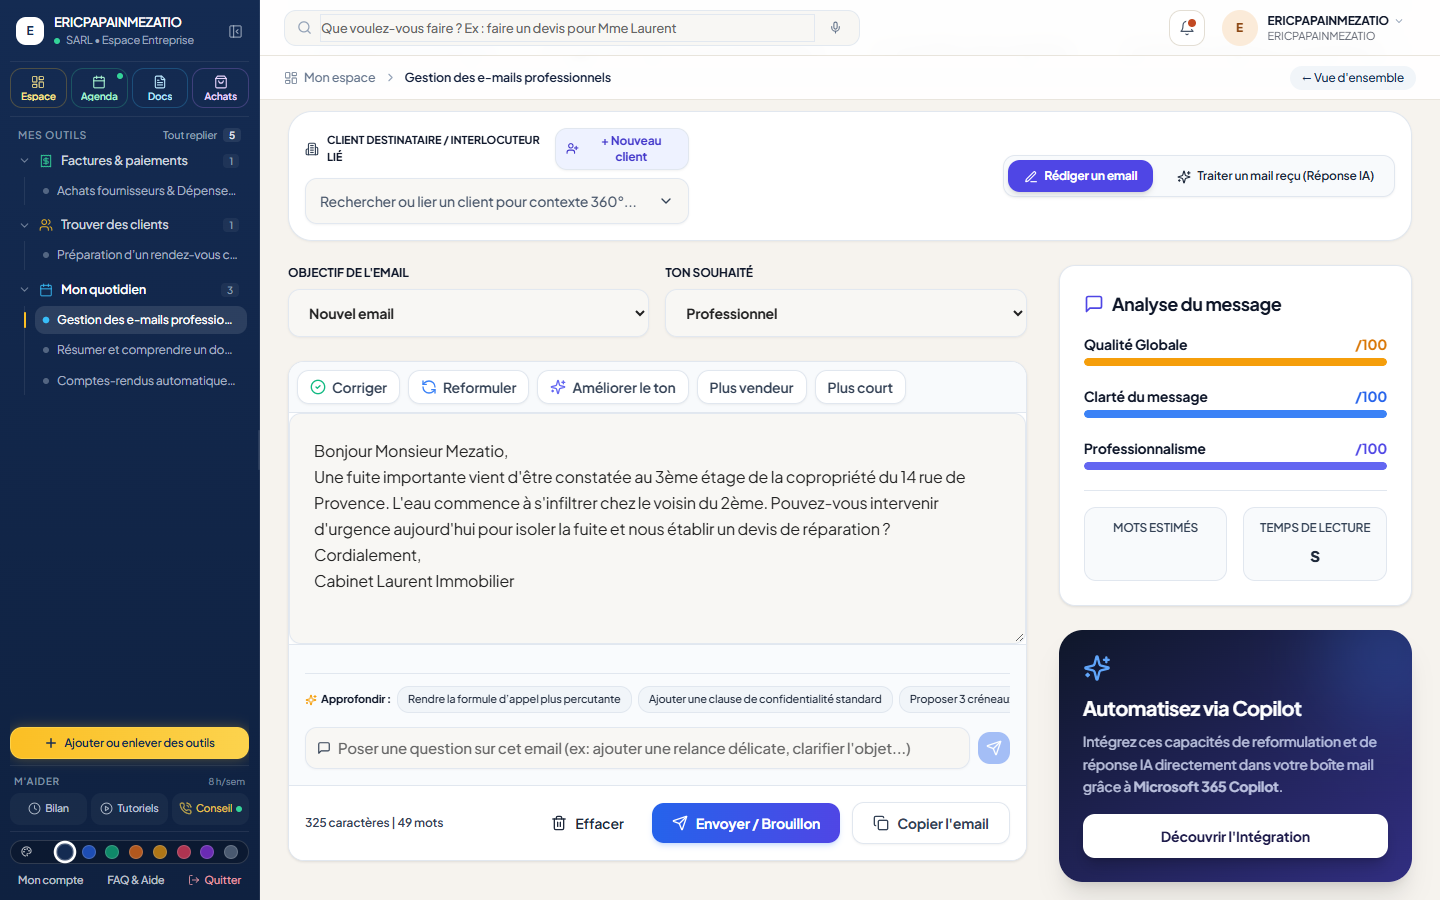 E
ERICPAPAINMEZATIO
SARL • Espace Entreprise
Espace
Agenda
Docs
Achats
MES OUTILS
Tout replier 5
Factures & paiements 1
Achats fournisseurs & Dépense...
Trouver des clients 1
Préparation d'un rendez-vous c...
Mon quotidien 3
Gestion des e-mails professio...
Résumer et comprendre un do...
Comptes-rendus automatique...
+ Ajouter ou enlever des outils
M'AIDER 8h/sem
Bilan
Tutoriels
Conseil
Mon compte
FAQ & Aide
Quitter
Que voulez-vous faire ? Ex : faire un devis pour Mme Laurent
E
ERICPAPAINMEZATIO
ERICPAPAINMEZATIO
Mon espace > Gestion des e-mails professionnels
← Vue d'ensemble
CLIENT DESTINATAIRE / INTERLOCUTEUR
LIÉ
+ Nouveau
client
Rechercher ou lier un client pour contexte 360°...
Rédiger un email
Traiter un mail reçu (Réponse IA)
OBJECTIF DE L'EMAIL
Nouvel email
TON SOUHAITÉ
Professionnel
Corriger
Reformuler
Améliorer le ton
Plus vendeur
Plus court
Bonjour Monsieur Mezatio,
Une fuite importante vient d'être constatée au 3ème étage de la copropriété du 14 rue de
Provence. L'eau commence à s'infiltrer chez le voisin du 2ème. Pouvez-vous intervenir
d'urgence aujourd'hui pour isoler la fuite et nous établir un devis de réparation ?
Cordialement,
Cabinet Laurent Immobilier
Approfondir :
Rendre la formule d'appel plus percutante
Ajouter une clause de confidentialité standard
Proposer 3 créneau
Poser une question sur cet email (ex: ajouter une relance délicate, clarifier l'objet...)
325 caractères | 49 mots
Effacer
Envoyer / Brouillon
Copier l'email
Analyse du message
Qualité Globale /100
Clarté du message /100
Professionnalisme /100
MOTS ESTIMÉS
TEMPS DE LECTURE
S
Automatisez via Copilot
Intégrez ces capacités de reformulation et de
réponse IA directement dans votre boîte mail
grâce à Microsoft 365 Copilot.
Découvrir l'Intégration